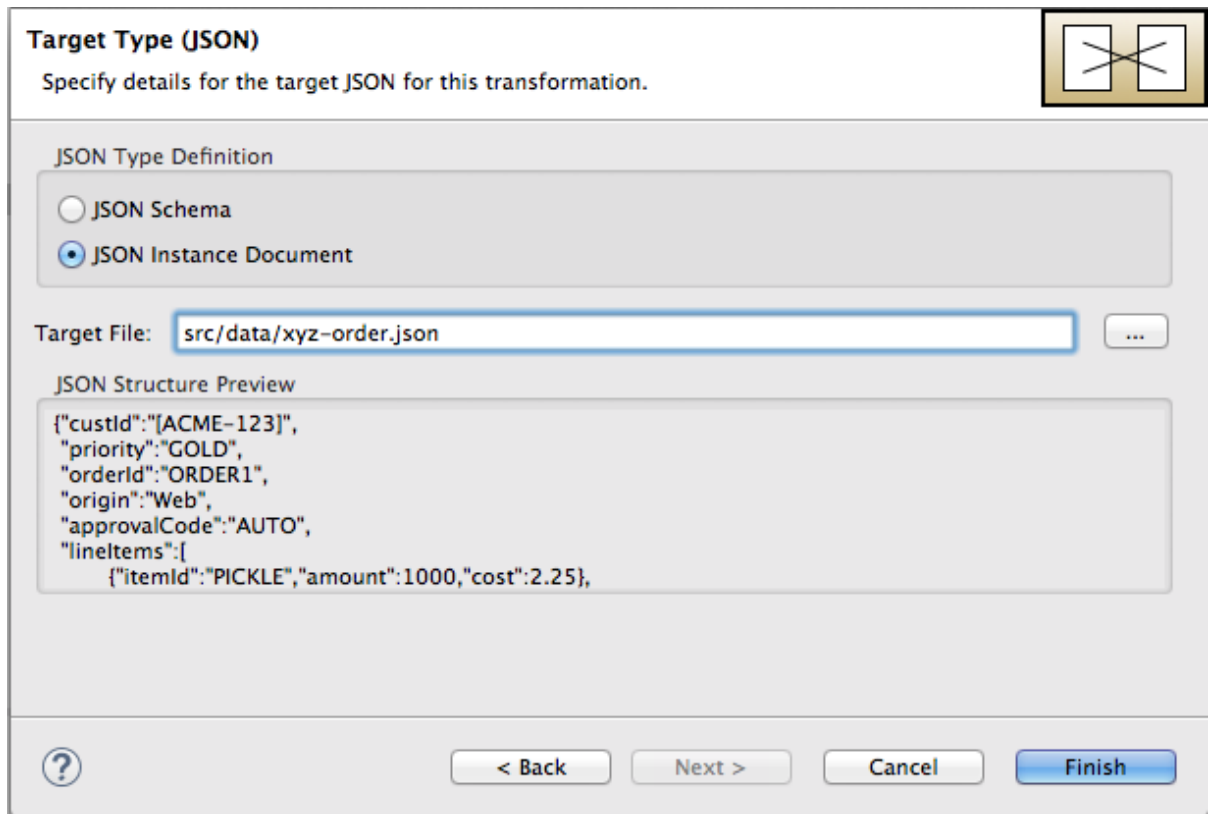 Target Type (JSON)
Specify details for the target JSON for this transformation.
JSON Type Definition
JSON Schema
JSON Instance Document
Target File: src/data/xyz-order.json ...
JSON Structure Preview
{"custId":"[ACME-123]",
"priority":"GOLD",
"orderId":"ORDER1",
"origin":"Web",
"approvalCode":"AUTO",
"lineItems":[
{"itemId":"PICKLE","amount":1000,"cost":2.25},
? < Back Next > Cancel Finish